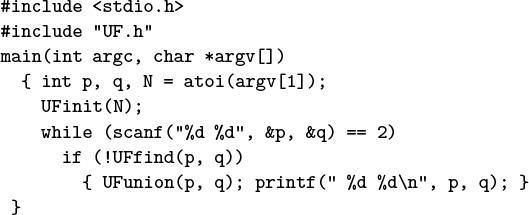 #include <stdio.h>
#include "UF.h"
main(int argc, char *argv[])
  { int p, q, N = atoi(argv[1]);
    UFinit(N);
    while (scanf("%d %d", &p, &q) == 2)
      if (!UFfind(p, q))
        { UFunion(p, q); printf(" %d %d\n", p, q); }
 }